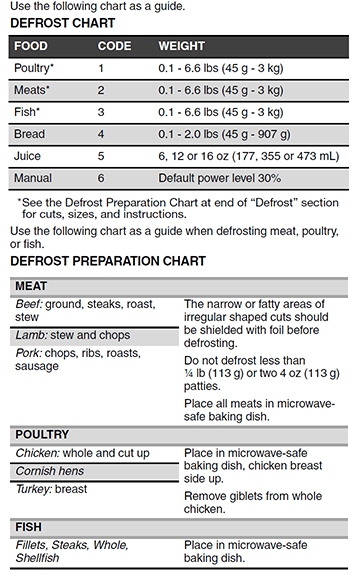 Use the following chart as a guide.
DEFROST CHART
FOOD CODE WEIGHT
Poultry* 1 0.1 - 6.6 lbs (45 g - 3 kg)
Meats* 2 0.1 - 6.6 lbs (45 g - 3 kg)
Fish* 3 0.1 - 6.6 lbs (45 g - 3 kg)
Bread 4 0.1 - 2.0 lbs (45 g - 907 g)
Juice 5 6, 12 or 16 oz (177, 355 or 473 mL)
Manual 6 Default power level 30%
*See the Defrost Preparation Chart at end of “Defrost” section
for cuts, sizes, and instructions.
Use the following chart as a guide when defrosting meat, poultry,
or fish.
DEFROST PREPARATION CHART
MEAT
Beef: ground, steaks, roast,
stew
Lamb: stew and chops
Pork: chops, ribs, roasts,
sausage
The narrow or fatty areas of
irregular shaped cuts should
be shielded with foil before
defrosting.
Do not defrost less than
¼ lb (113 g) or two 4 oz (113 g)
patties.
Place all meats in microwave-
safe baking dish.
POULTRY
Chicken: whole and cut up
Cornish hens
Turkey: breast
Place in microwave-safe
baking dish, chicken breast
side up.
Remove giblets from whole
chicken.
FISH
Fillets, Steaks, Whole,
Shellfish
Place in microwave-safe
baking dish.